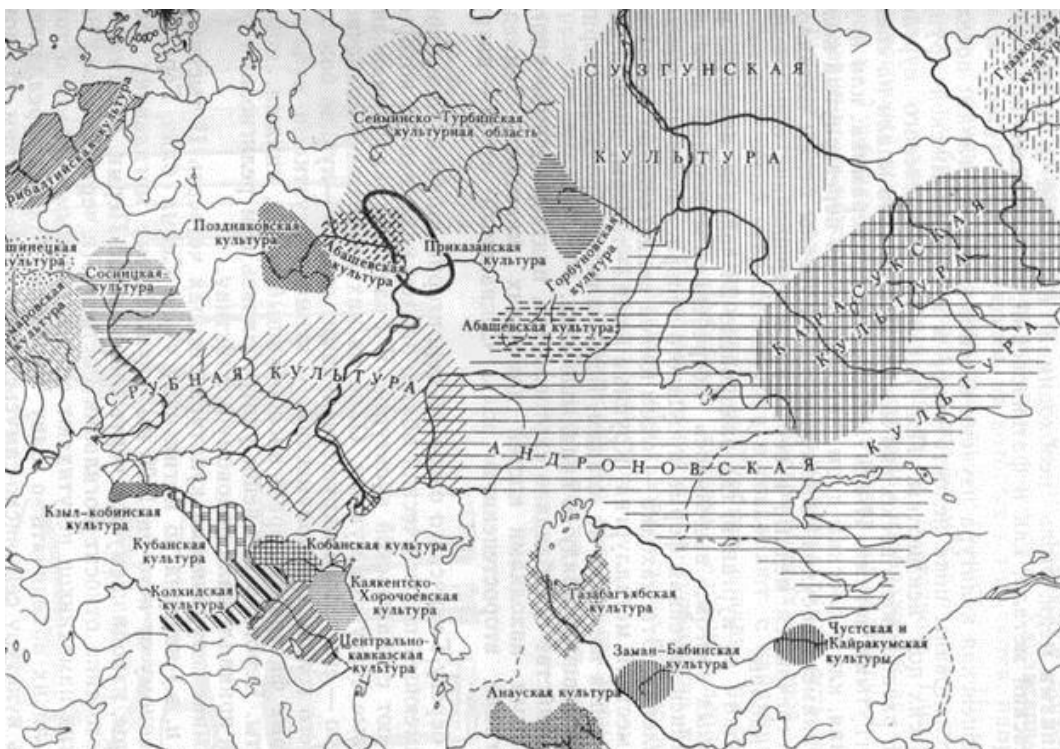 СУЗГУНСКАЯ
КУЛЬТУРА
Сейминско-Турбинская
культурная область
Поздняковская
культура
Абашевская
культура
Приказанская
культура
Горбуновская
культура
Сосницкая
культура
Абашевская культура
КАРАСУКСКАЯ
КУЛЬТУРА
СРУБНАЯ КУЛЬТУРА
АНДРОНОВСКАЯ КУЛЬТУРА
Кзыл-кобинская
культура
Кубанская
культура
Кобанская культура
Колхидская
культура
Каякентско-
Хорочоевская
культура
Центрально-
кавказская
культура
Тазабагъябская
культура
Заман-Бабинская
культура
Чустская и
Кайракумская
культуры
Анауская культура